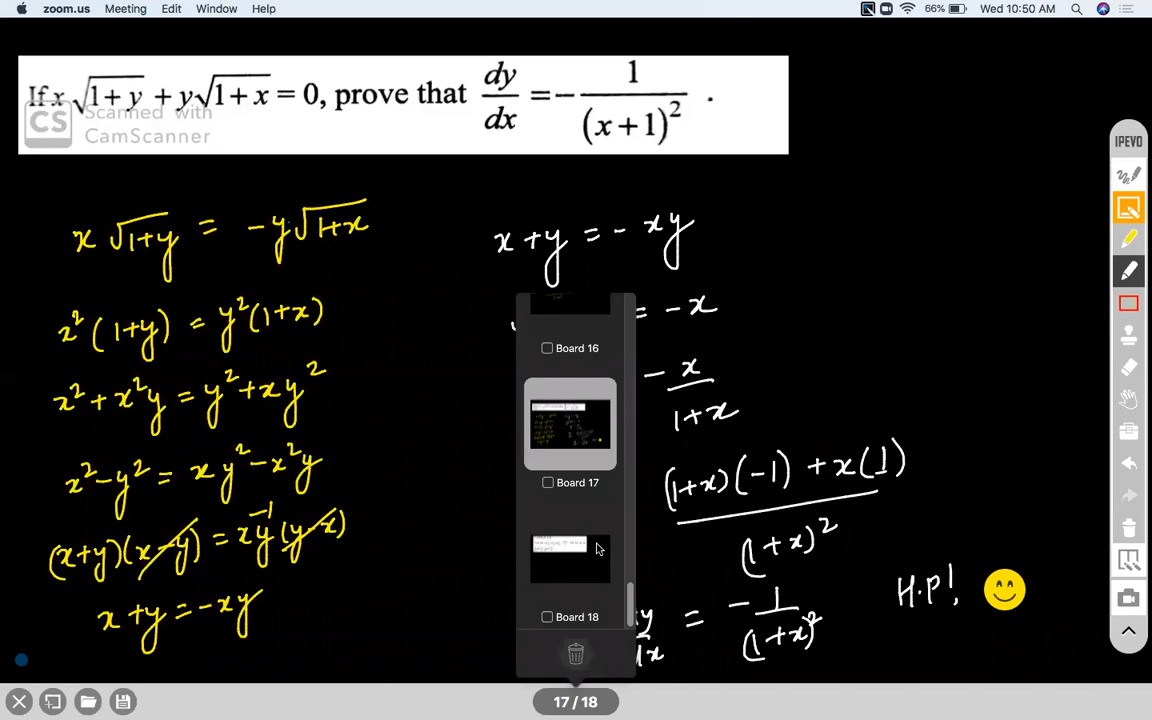 zoom.us Meeting Edit View Window Help 66% Wed 10:50 AM
If x √(1+y) + y√(1+x) = 0, prove that dy/dx = -1/(x+1)² .
CS Scanned with
CamScanner
IPEVO
x √(1+y) = -y√(1+x)
x²(1+y) = y²(1+x)
x² + x²y = y² + xy²
x² - y² = xy² - x²y
(x+y)(x-y) = xy(y-x) -1
x + y = -xy
x + y = - xy
= -x
- x/(1+x)
((1+x)(-1) + x(1))/(1+x)²
= - 1/(1+x)²
H.P!
Board 16
Board 17
Board 18
17 / 18